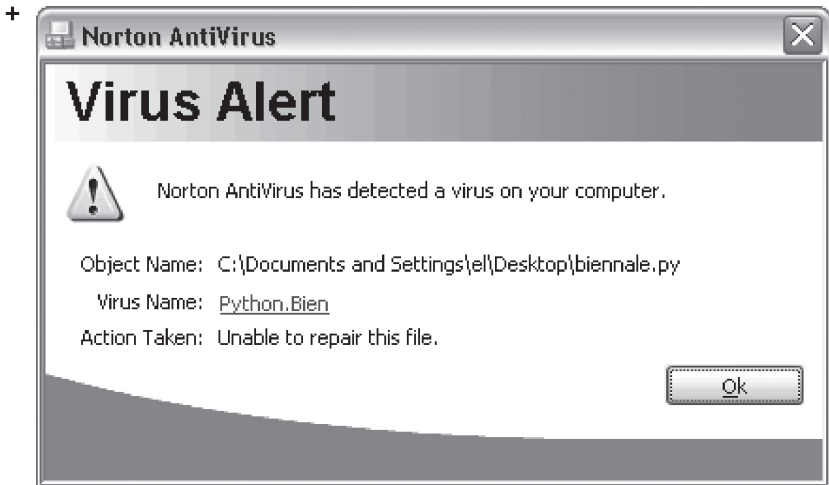 +
Norton AntiVirus
Virus Alert
Norton AntiVirus has detected a virus on your computer.
Object Name: C:\Documents and Settings\el\Desktop\biennale.py
Virus Name: Python.Bien
Action Taken: Unable to repair this file.
Ok